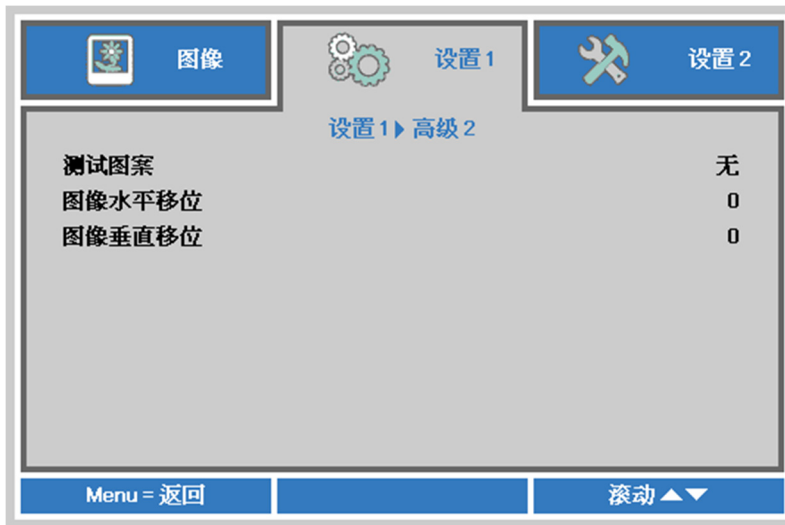 图像 设置1 设置2
设置1▶高级2
测试图案 无
图像水平移位 0
图像垂直移位 0
Menu = 返回 滚动▲▼